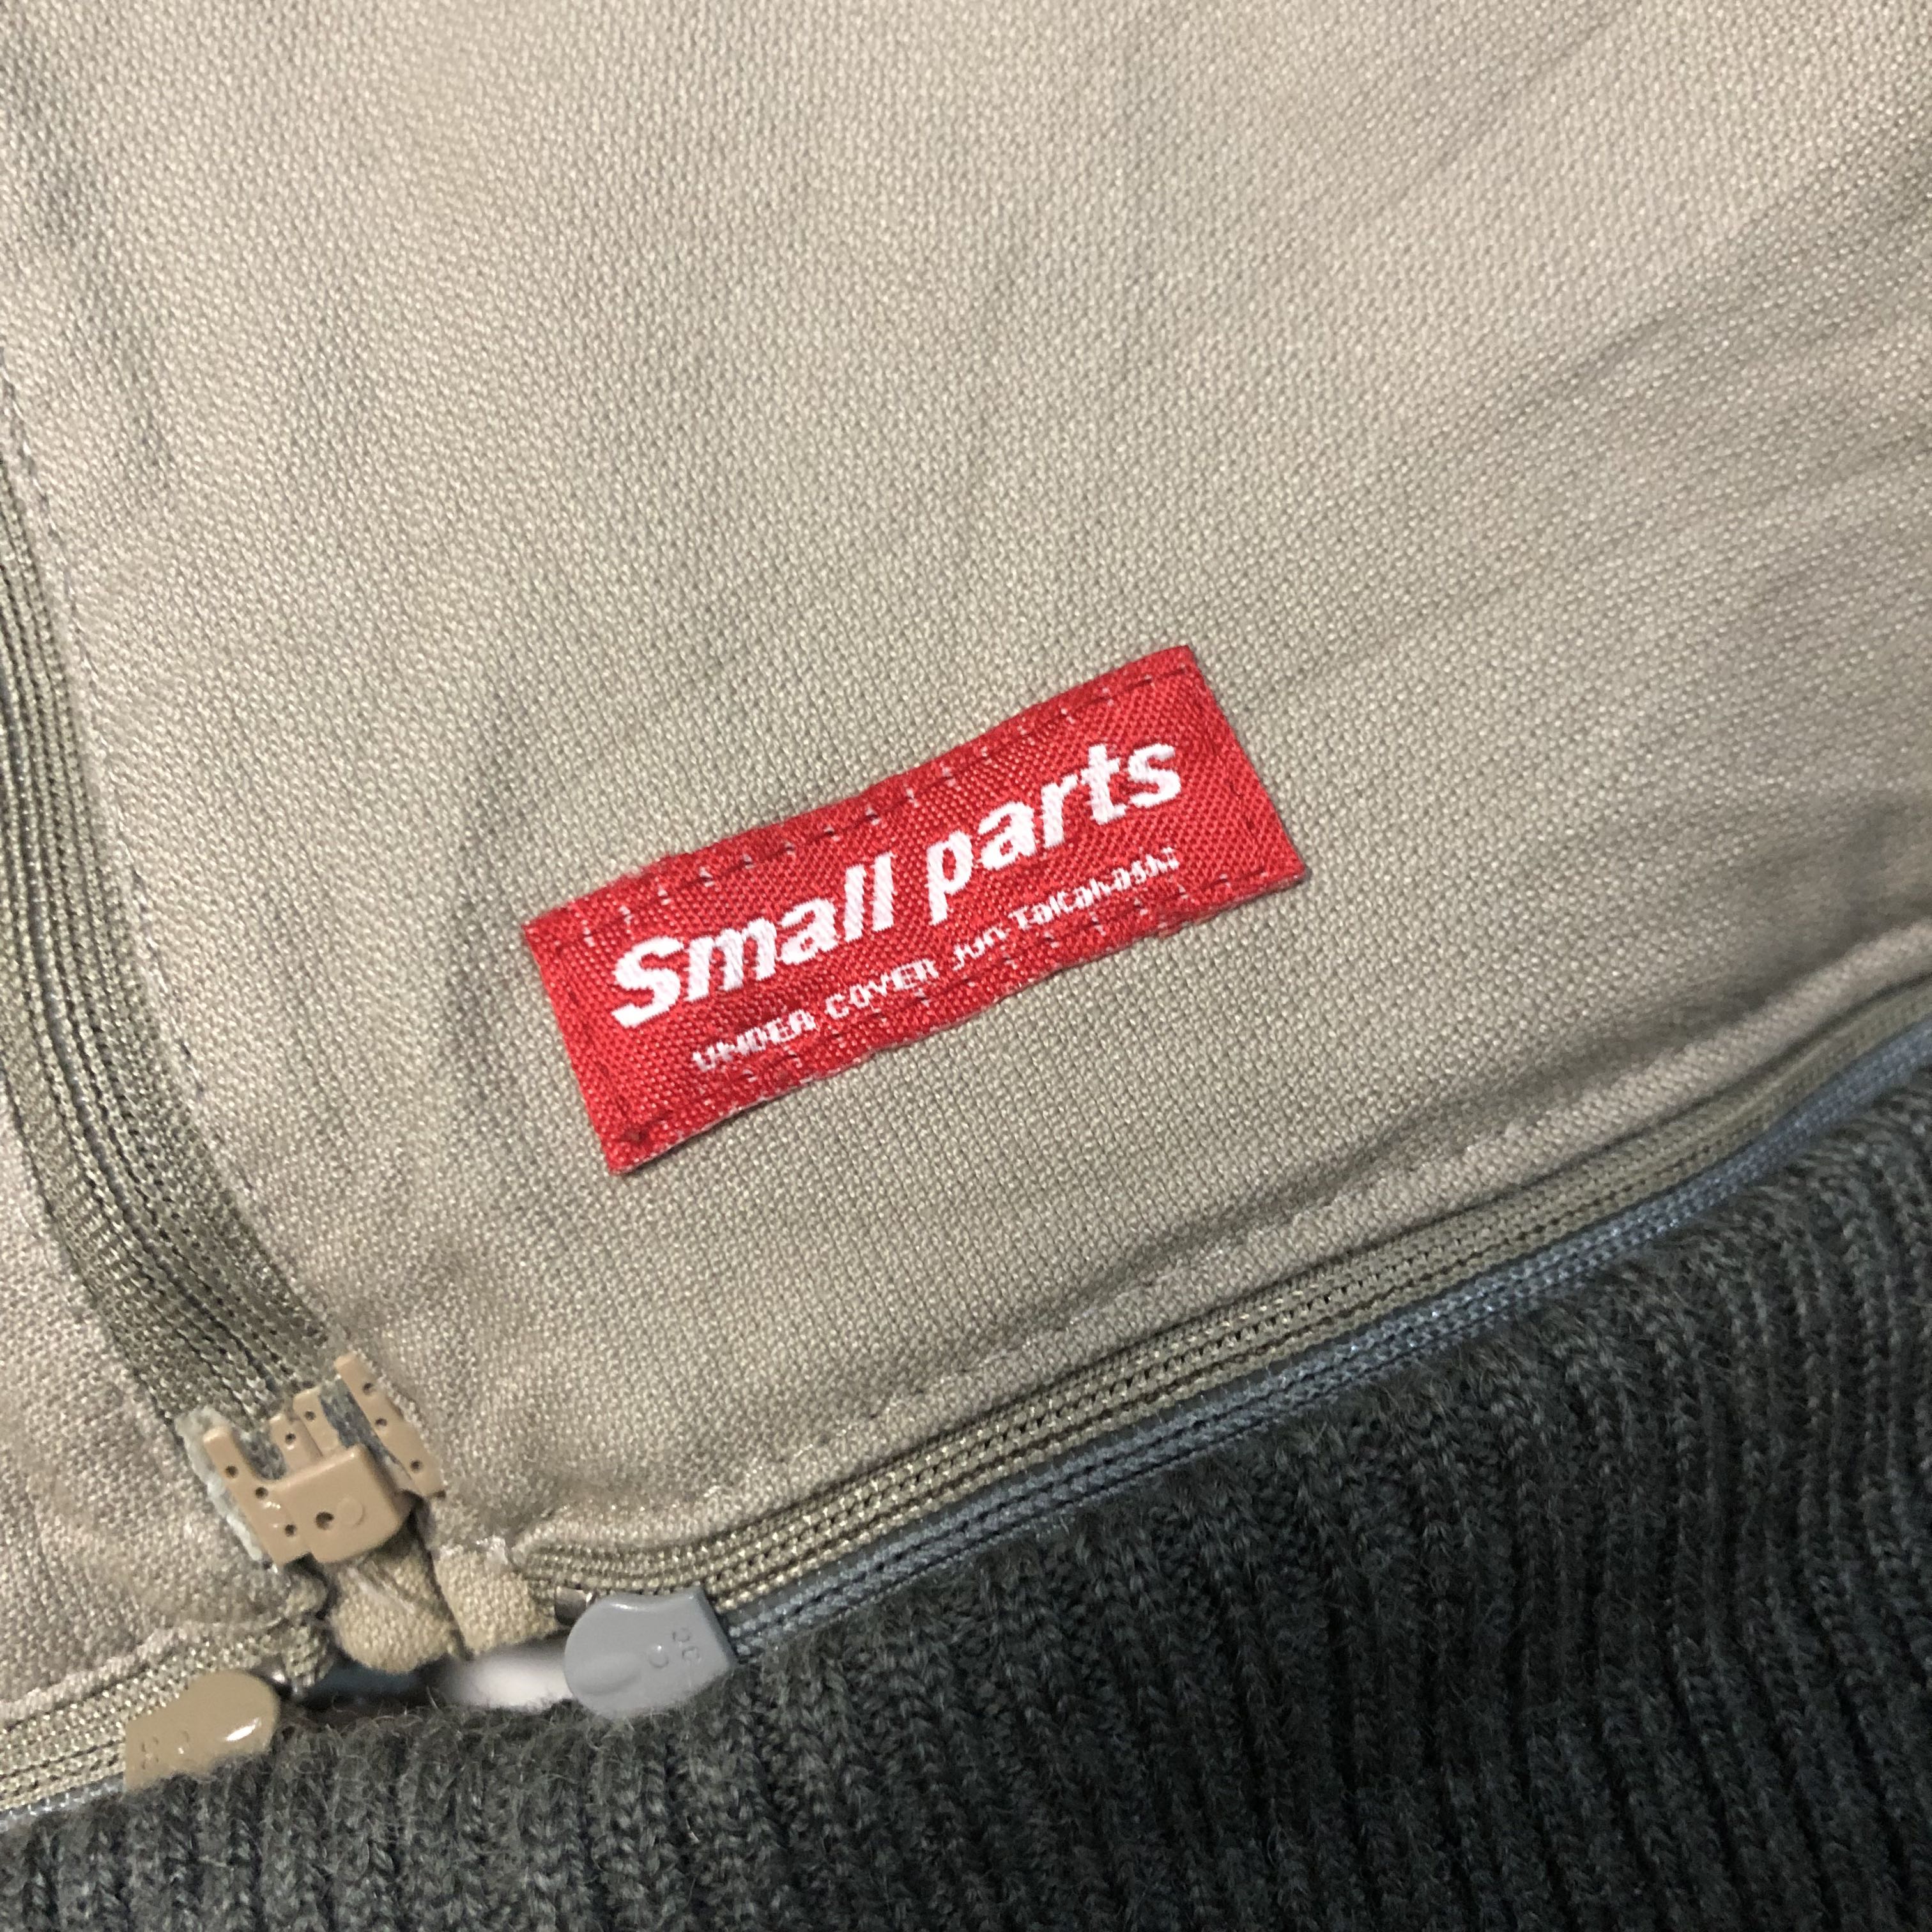 Small parts
UNDER COVER Jun Takahashi